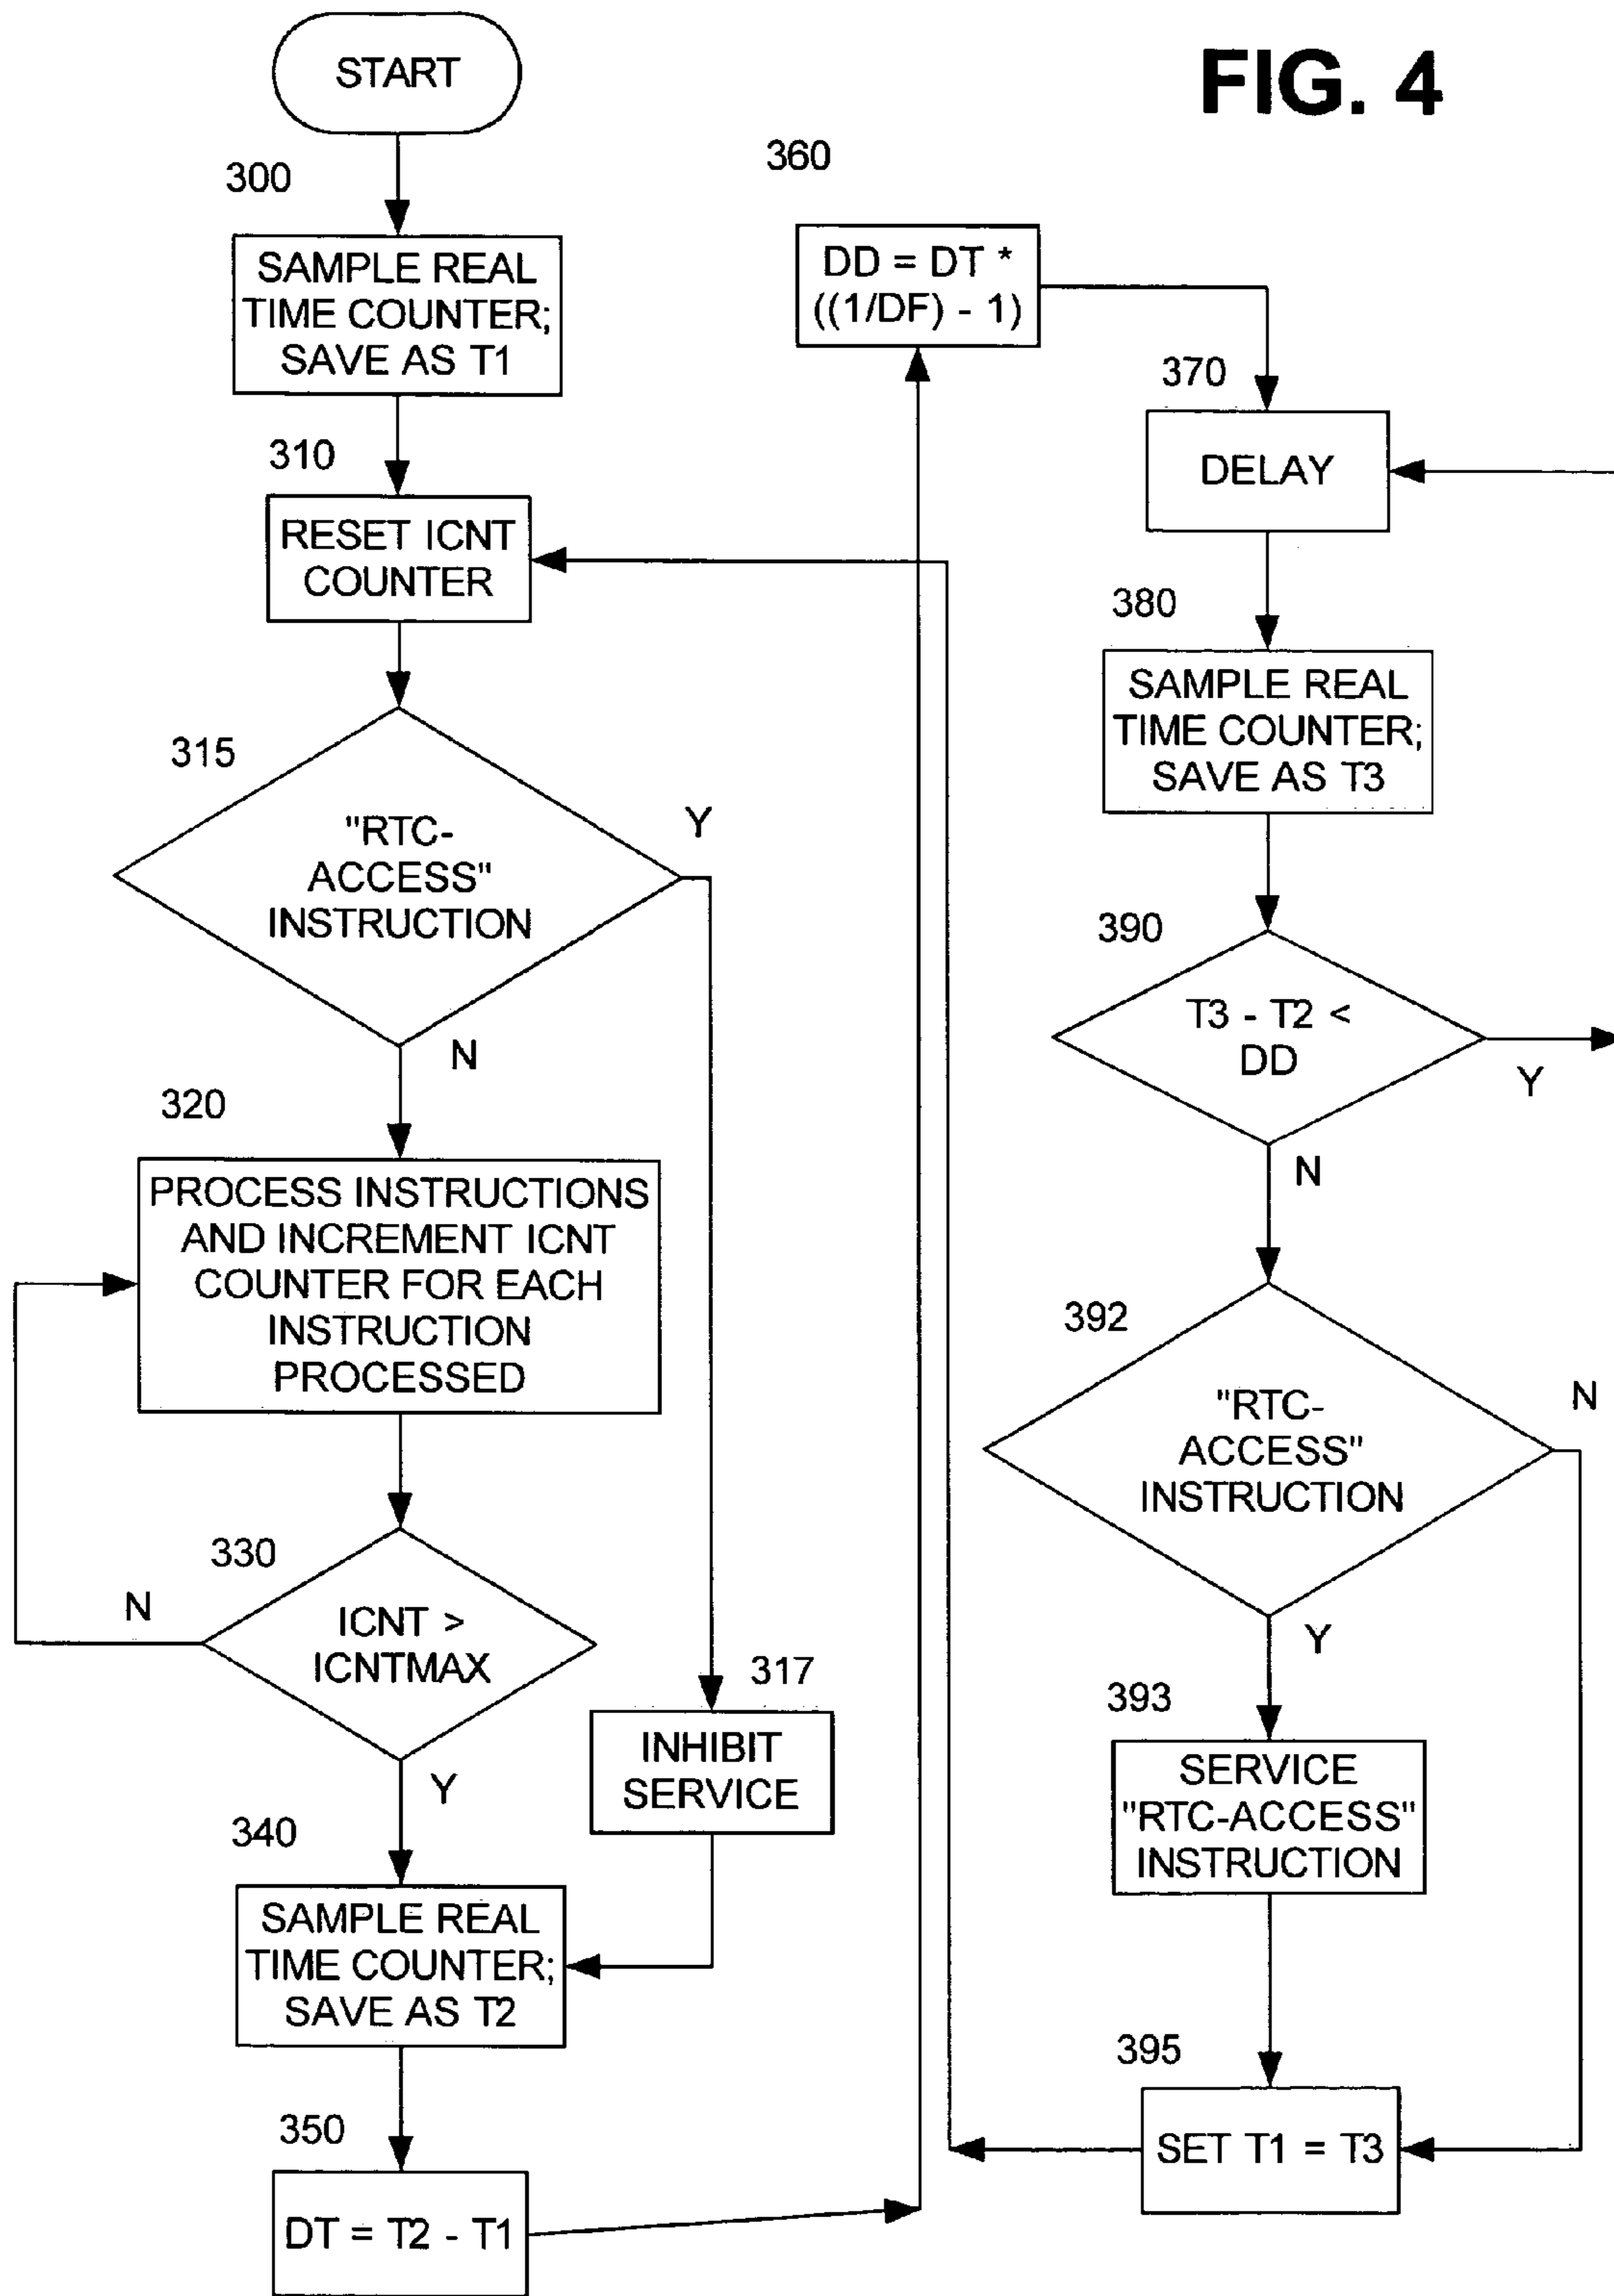 FIG. 4
START
300
SAMPLE REAL
TIME COUNTER;
SAVE AS T1
310
RESET ICNT
COUNTER
315
"RTC-
ACCESS"
INSTRUCTION
Y
N
320
PROCESS INSTRUCTIONS
AND INCREMENT ICNT
COUNTER FOR EACH
INSTRUCTION
PROCESSED
330
N
ICNT >
ICNTMAX
Y
317
INHIBIT
SERVICE
340
SAMPLE REAL
TIME COUNTER;
SAVE AS T2
350
DT = T2 - T1
360
DD = DT *
((1/DF) - 1)
370
DELAY
380
SAMPLE REAL
TIME COUNTER;
SAVE AS T3
390
T3 - T2 <
DD
Y
N
392
"RTC-
ACCESS"
INSTRUCTION
N
Y
393
SERVICE
"RTC-ACCESS"
INSTRUCTION
395
SET T1 = T3